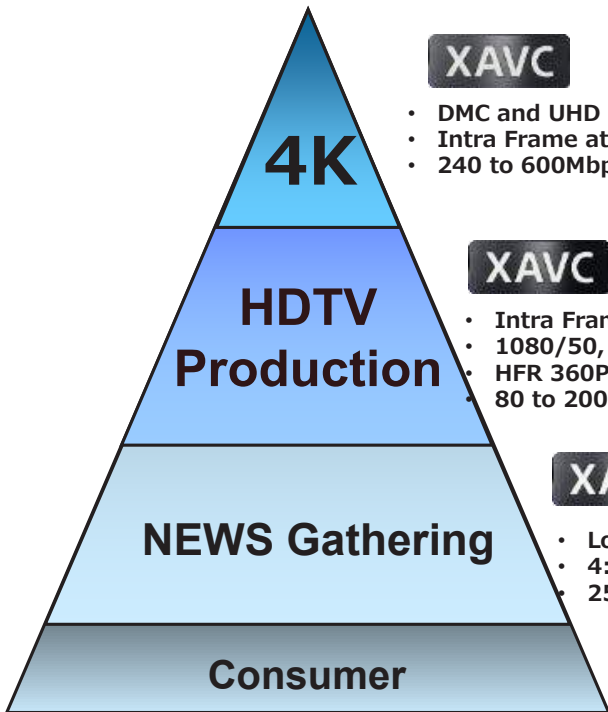 XAVC
• DMC and UHD
• Intra Frame at
• 240 to 600Mbp
4K
XAVC
HDTV
Production
• Intra Fran
• 1080/50,
• HFR 360P
• 80 to 200
XA
NEWS Gathering
• Lo
• 4:
• 25
Consumer